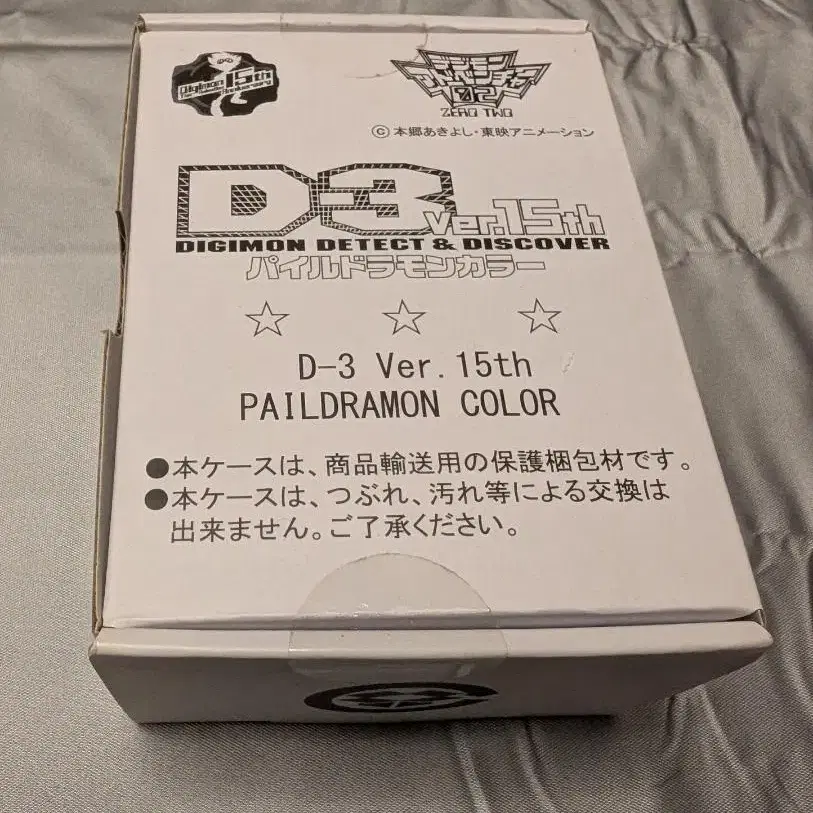 Digimon
15th
Anniversary
デジモン
アドベンチャー
02
ZERO TWO
Ⓒ本郷あきよし・東映アニメーション
D-3 Ver.15th
DIGIMON DETECT & DISCOVER
パイルドラモンカラー
☆ ☆ ☆
D-3 Ver.15th
PAILDRAMON COLOR
●本ケースは、商品輸送用の保護梱包材です。
●本ケースは、つぶれ、汚れ等による交換は
出来ません。ご了承ください。